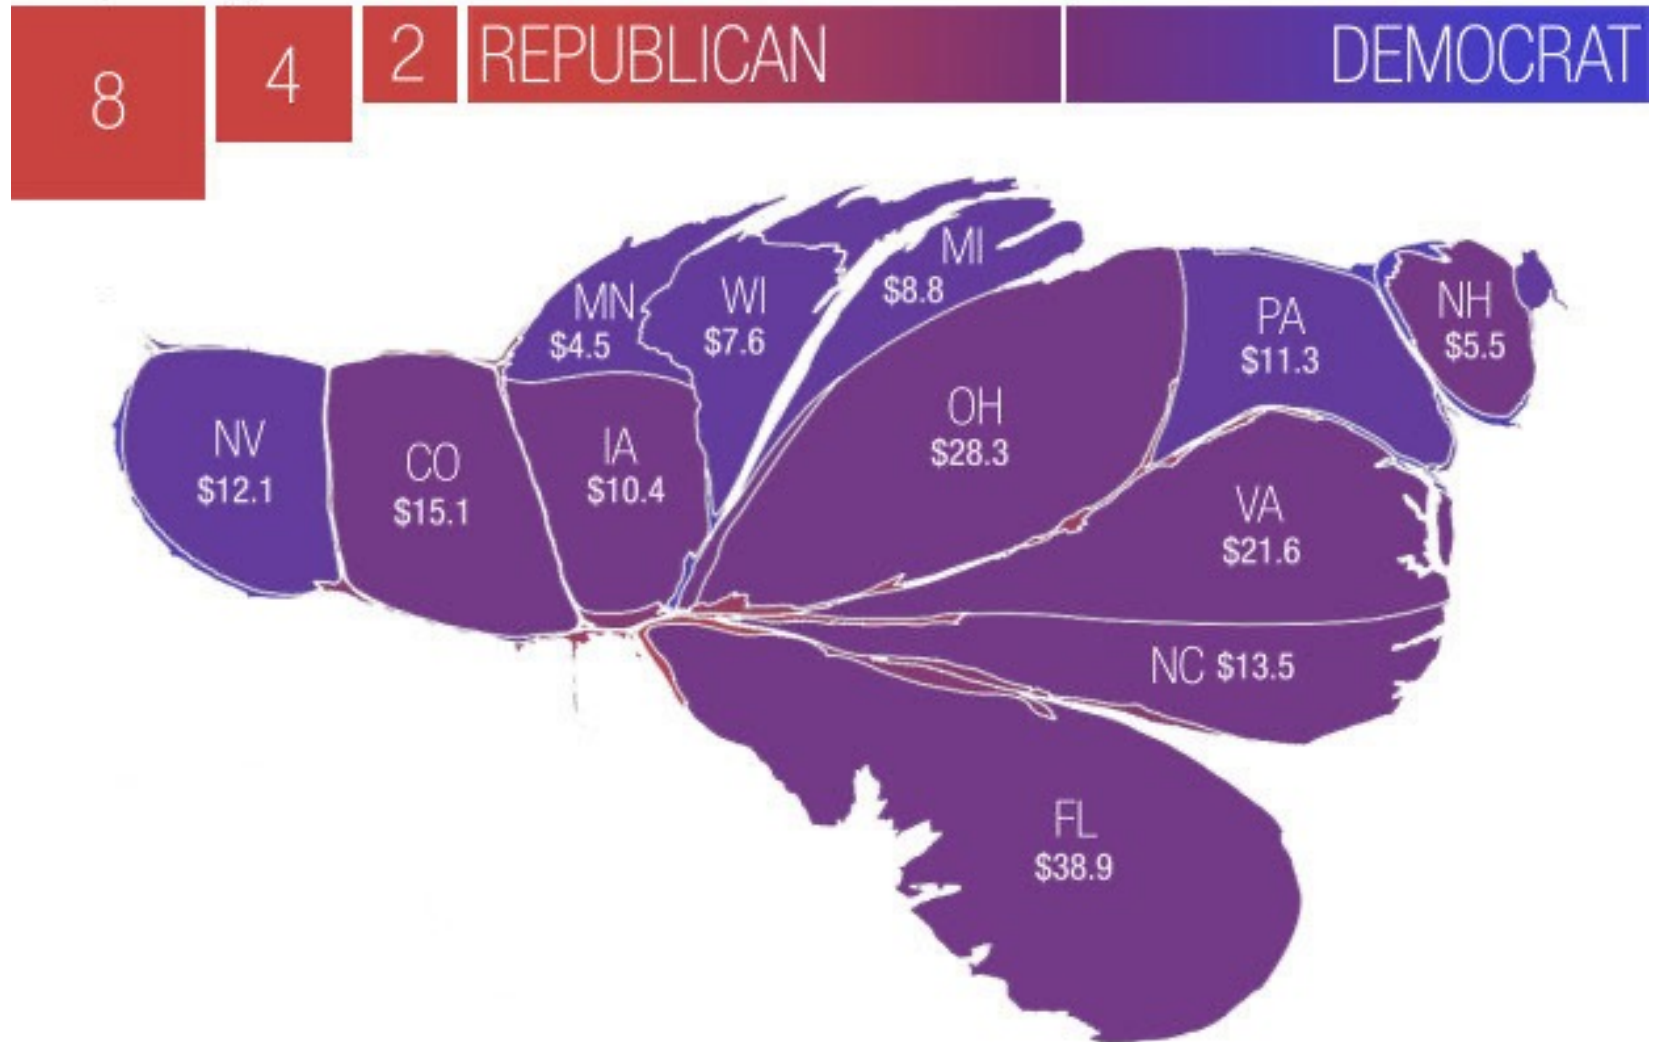 8
4
2
REPUBLICAN
DEMOCRAT
MN
$4.5
WI
$7.6
MI
$8.8
NV
$12.1
CO
$15.1
IA
$10.4
OH
$28.3
PA
$11.3
NH
$5.5
VA
$21.6
NC $13.5
FL
$38.9